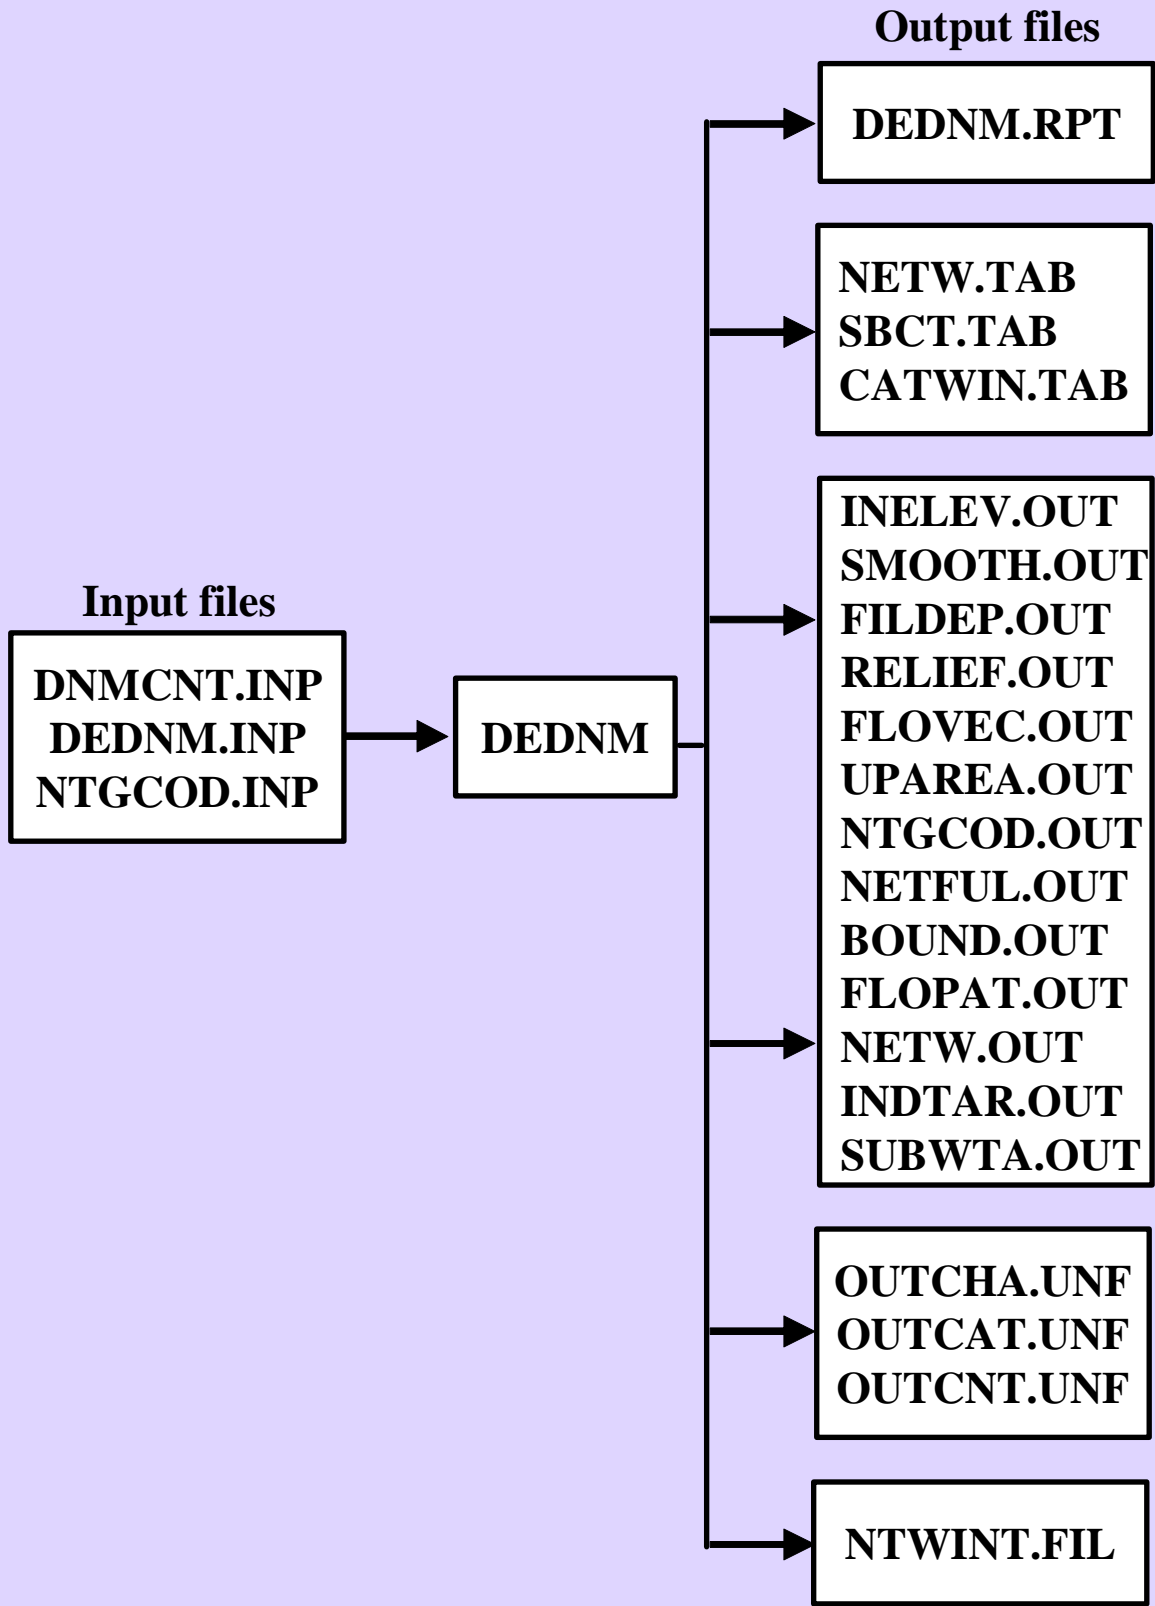 Output files
DEDNM.RPT
NETW.TAB
SBCT.TAB
CATWIN.TAB
INELEV.OUT
SMOOTH.OUT
FILDEP.OUT
RELIEF.OUT
FLOVEC.OUT
UPAREA.OUT
NTGCOD.OUT
NETFUL.OUT
BOUND.OUT
FLOPAT.OUT
NETW.OUT
INDTAR.OUT
SUBWTA.OUT
OUTCHA.UNF
OUTCAT.UNF
OUTCNT.UNF
NTWINT.FIL
Input files
DNMCNT.INP
DEDNM.INP
NTGCOD.INP
DEDNM